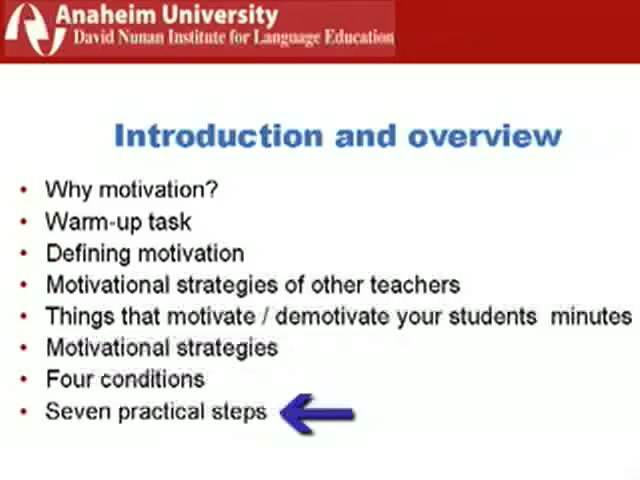 Anaheim University
David Nunan Institute for Language Education
Introduction and overview
• Why motivation?
• Warm-up task
• Defining motivation
• Motivational strategies of other teachers
• Things that motivate / demotivate your students  minutes
• Motivational strategies
• Four conditions
• Seven practical steps